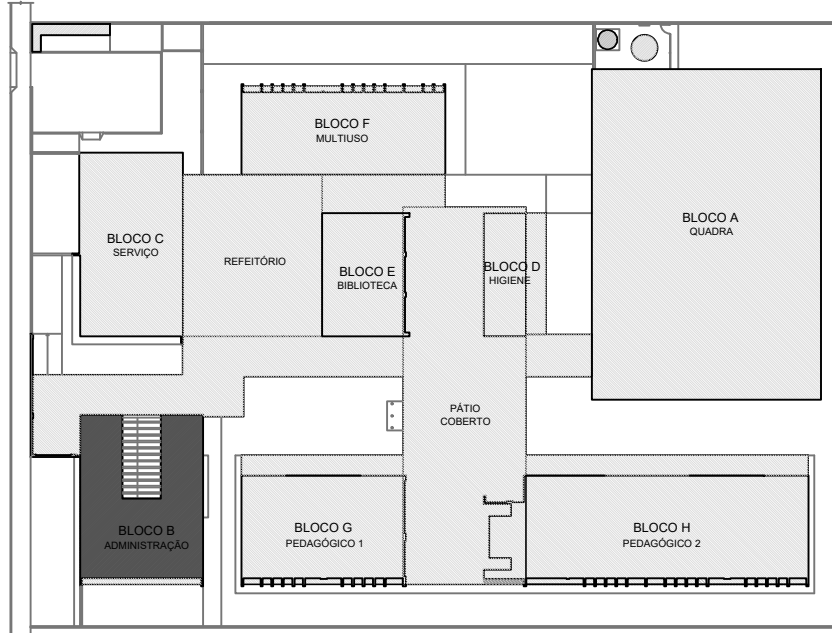 BLOCO F
MULTIUSO
BLOCO A
QUADRA
BLOCO C
SERVIÇO
REFEITÓRIO
BLOCO E
BIBLIOTECA
BLOCO D
HIGIENE
PÁTIO
COBERTO
BLOCO B
ADMINISTRAÇÃO
BLOCO G
PEDAGÓGICO 1
BLOCO H
PEDAGÓGICO 2